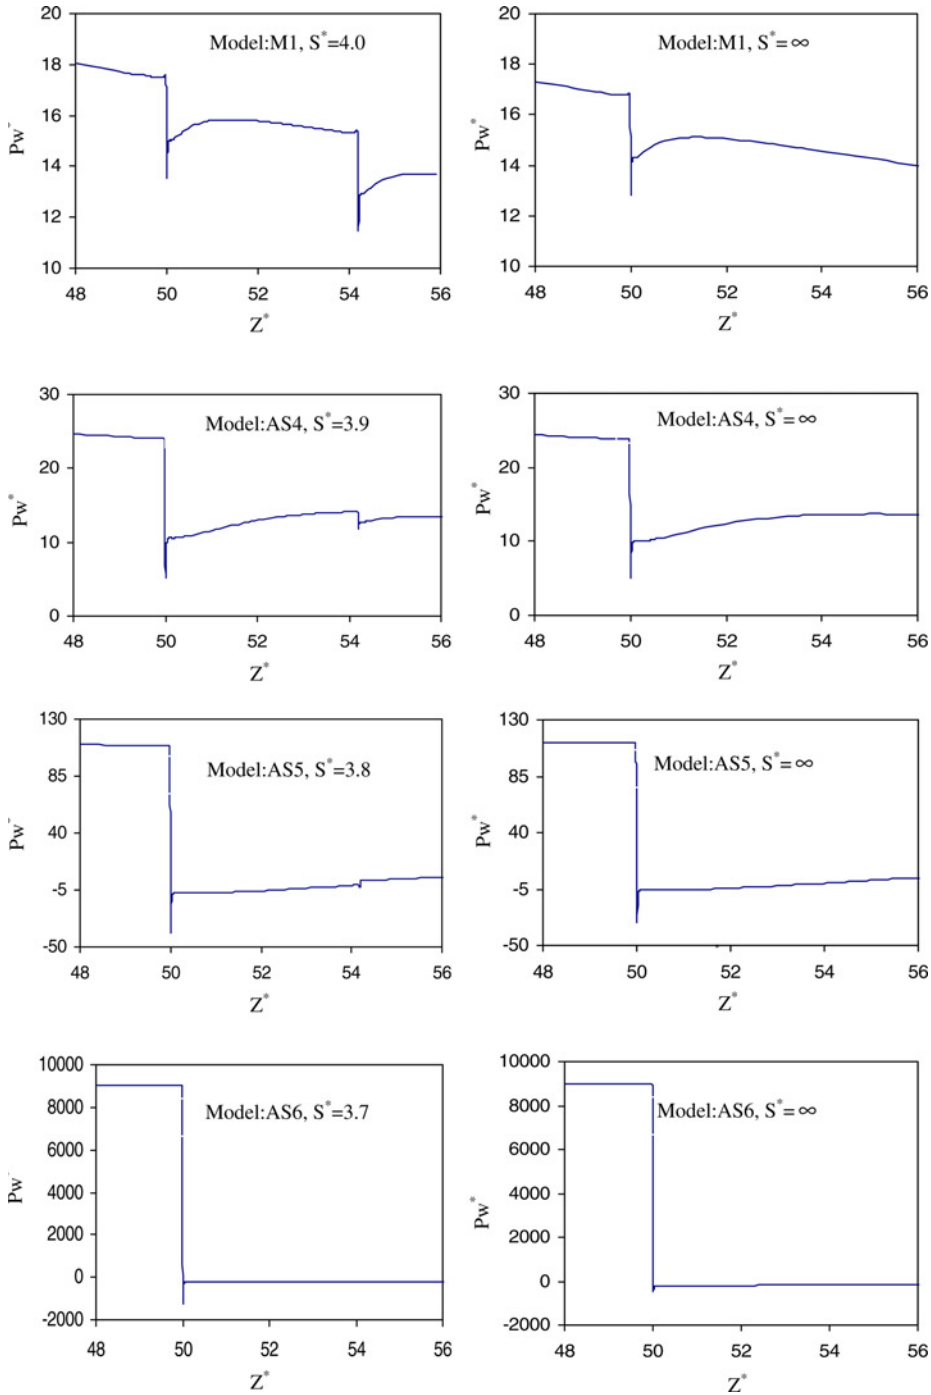 Model:M1, S*=4.0
20
18
16
14
12
10
Pw*
48 50 52 54 56
Z*
Model:M1, S*=∞
20
18
16
14
12
10
Pw*
48 50 52 54 56
Z*
Model:AS4, S*=3.9
30
20
10
0
Pw*
48 50 52 54 56
Z*
Model:AS4, S*=∞
30
20
10
0
Pw*
48 50 52 54 56
Z*
Model:AS5, S*=3.8
130
85
40
-5
-50
Pw*
48 50 52 54 56
Z*
Model:AS5, S*=∞
130
85
40
-5
-50
Pw*
48 50 52 54 56
Z*
Model:AS6, S*=3.7
10000
8000
6000
4000
2000
0
-2000
Pw*
48 50 52 54 56
Z*
Model:AS6, S*=∞
10000
8000
6000
4000
2000
0
-2000
Pw*
48 50 52 54 56
Z*